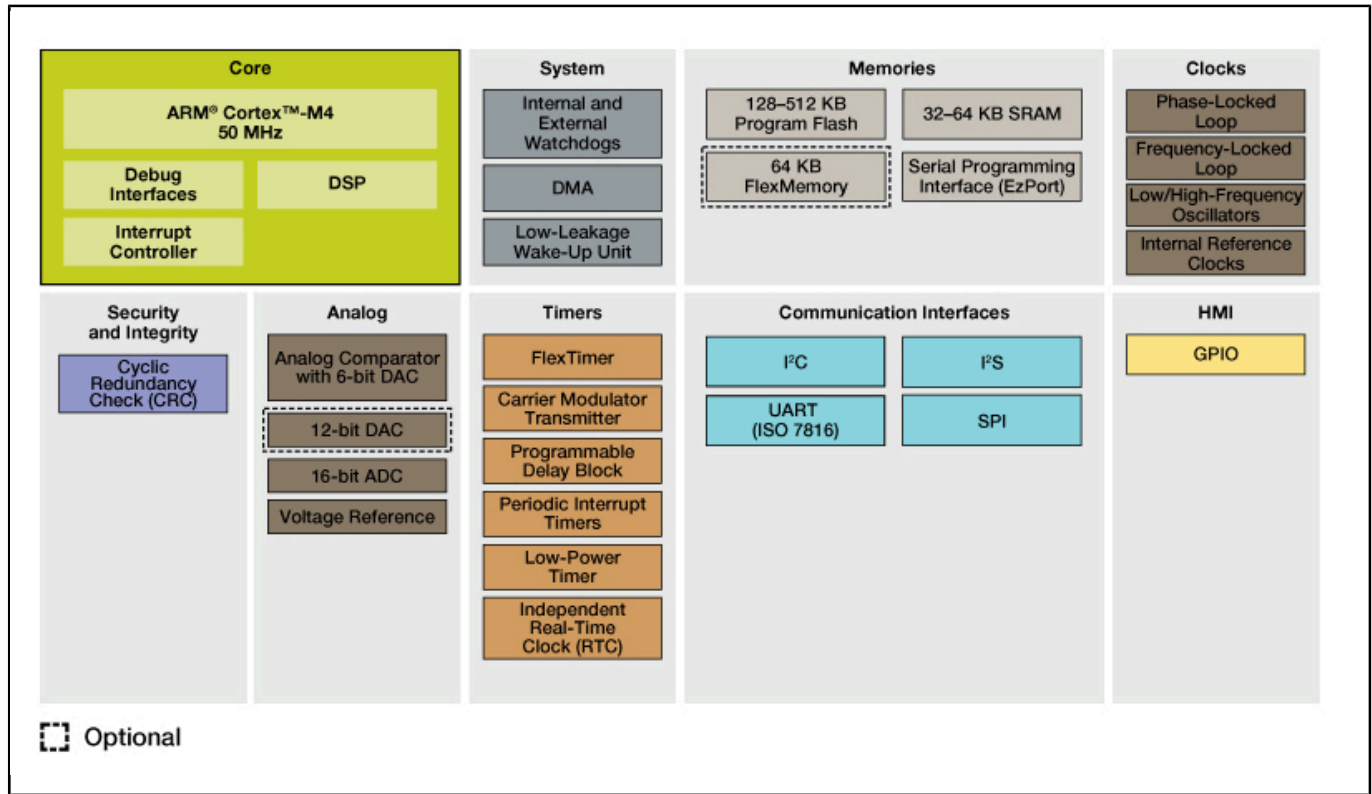 Core
ARM® Cortex™-M4
50 MHz
Debug
Interfaces
DSP
Interrupt
Controller
System
Internal and
External
Watchdogs
DMA
Low-Leakage
Wake-Up Unit
Memories
128–512 KB
Program Flash
32–64 KB SRAM
64 KB
FlexMemory
Serial Programming
Interface (EzPort)
Clocks
Phase-Locked
Loop
Frequency-Locked
Loop
Low/High-Frequency
Oscillators
Internal Reference
Clocks
Security
and Integrity
Cyclic
Redundancy
Check (CRC)
Analog
Analog Comparator
with 6-bit DAC
12-bit DAC
16-bit ADC
Voltage Reference
Timers
FlexTimer
Carrier Modulator
Transmitter
Programmable
Delay Block
Periodic Interrupt
Timers
Low-Power
Timer
Independent
Real-Time
Clock (RTC)
Communication Interfaces
I²C
I²S
UART
(ISO 7816)
SPI
HMI
GPIO
Optional